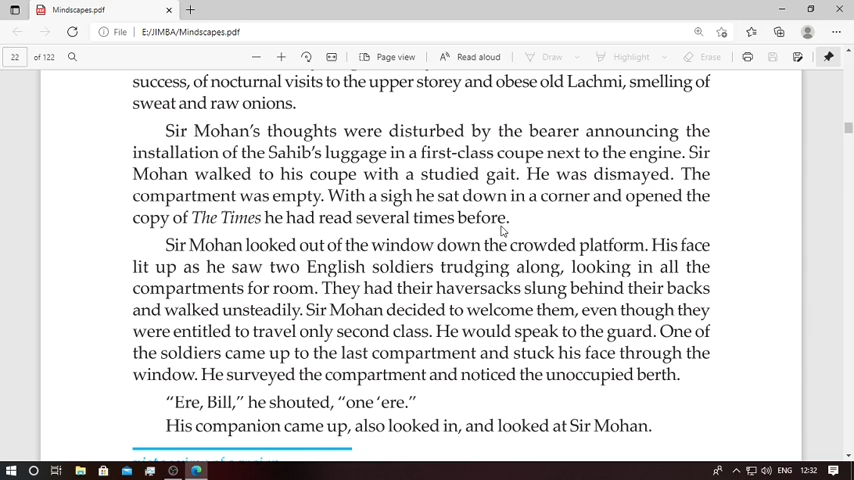 Mindscapes.pdf
File
E:/JIMBA/Mindscapes.pdf
22
of 122
Page view
Read aloud
Draw
Highlight
Erase
success, of nocturnal visits to the upper storey and obese old Lachmi, smelling of
sweat and raw onions.
Sir Mohan's thoughts were disturbed by the bearer announcing the
installation of the Sahib's luggage in a first-class coupe next to the engine. Sir
Mohan walked to his coupe with a studied gait. He was dismayed. The
compartment was empty. With a sigh he sat down in a corner and opened the
copy of The Times he had read several times before.
Sir Mohan looked out of the window down the crowded platform. His face
lit up as he saw two English soldiers trudging along, looking in all the
compartments for room. They had their haversacks slung behind their backs
and walked unsteadily. Sir Mohan decided to welcome them, even though they
were entitled to travel only second class. He would speak to the guard. One of
the soldiers came up to the last compartment and stuck his face through the
window. He surveyed the compartment and noticed the unoccupied berth.
“Ere, Bill,” he shouted, “one ‘ere.”
His companion came up, also looked in, and looked at Sir Mohan.
ENG
12:32